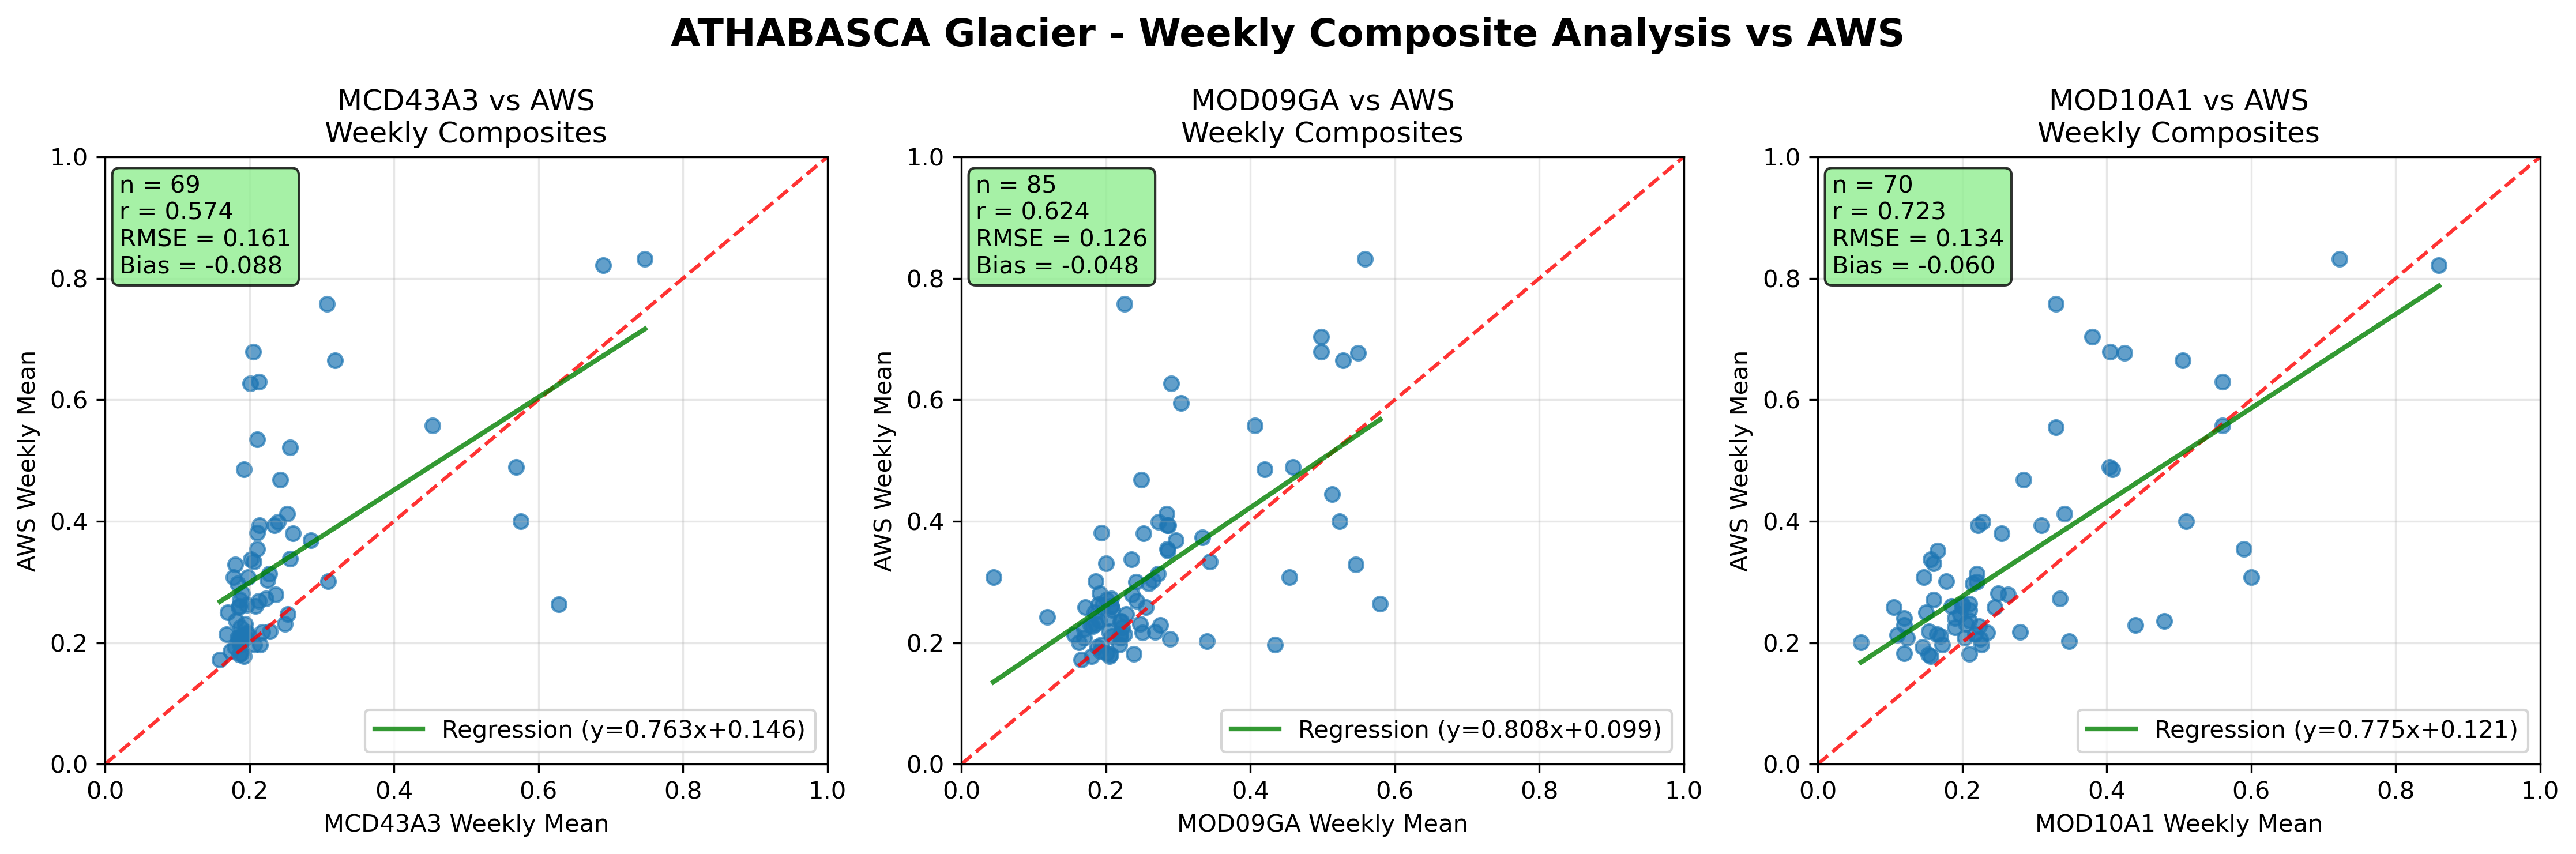 ATHABASCA Glacier - Weekly Composite Analysis vs AWS
MCD43A3 vs AWS
Weekly Composites
n = 69
r = 0.574
RMSE = 0.161
Bias = -0.088
1.0
0.8
0.6
0.4
0.2
0.0
AWS Weekly Mean
Regression (y=0.763x+0.146)
0.0 0.2 0.4 0.6 0.8 1.0
MCD43A3 Weekly Mean
MOD09GA vs AWS
Weekly Composites
n = 85
r = 0.624
RMSE = 0.126
Bias = -0.048
1.0
0.8
0.6
0.4
0.2
0.0
AWS Weekly Mean
Regression (y=0.808x+0.099)
0.0 0.2 0.4 0.6 0.8 1.0
MOD09GA Weekly Mean
MOD10A1 vs AWS
Weekly Composites
n = 70
r = 0.723
RMSE = 0.134
Bias = -0.060
1.0
0.8
0.6
0.4
0.2
0.0
AWS Weekly Mean
Regression (y=0.775x+0.121)
0.0 0.2 0.4 0.6 0.8 1.0
MOD10A1 Weekly Mean